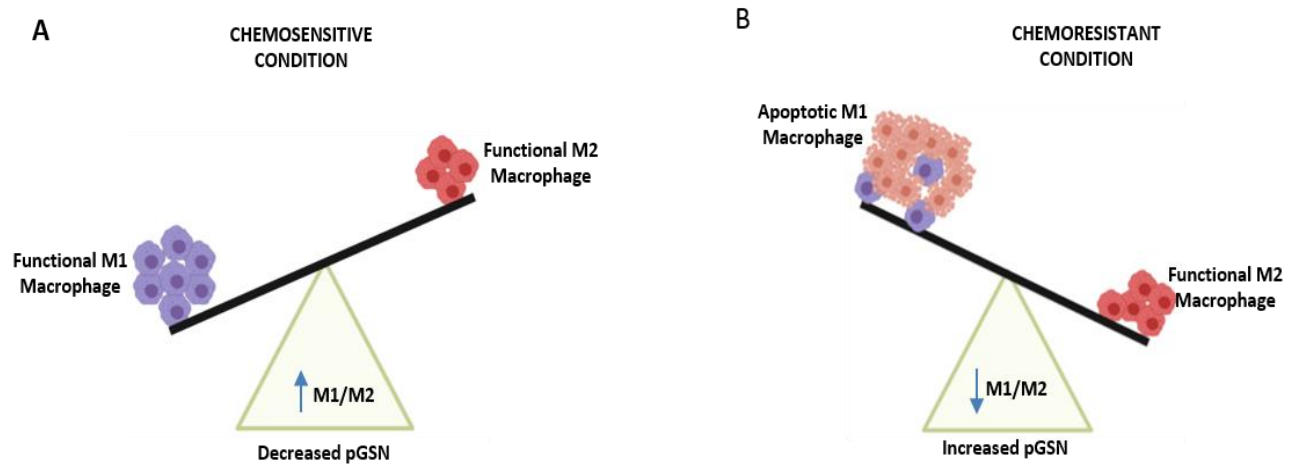 A
CHEMOSENSITIVE
CONDITION
Functional M2
Macrophage
Functional M1
Macrophage
M1/M2
Decreased pGSN
B
CHEMORESISTANT
CONDITION
Apoptotic M1
Macrophage
Functional M2
Macrophage
M1/M2
Increased pGSN